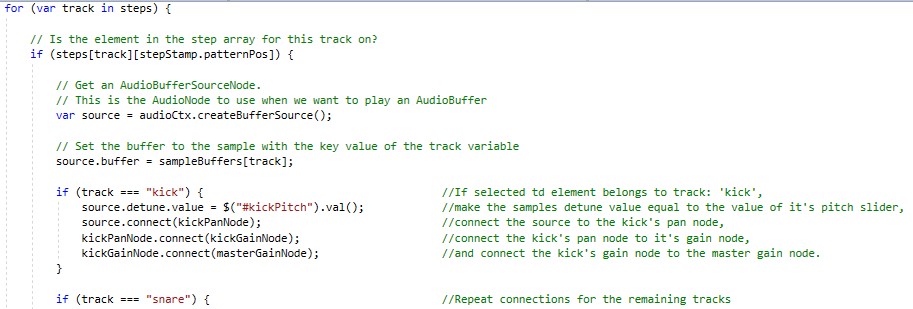 for (var track in steps) {
// Is the element in the step array for this track on?
if (steps[track][stepStamp.patternPos]) {
// Get an AudioBufferSourceNode.
// This is the AudioNode to use when we want to play an AudioBuffer
var source = audioCtx.createBufferSource();
// Set the buffer to the sample with the key value of the track variable
source.buffer = sampleBuffers[track];
if (track === "kick") { //If selected td element belongs to track: 'kick',
source.detune.value = $("#kickPitch").val(); //make the samples detune value equal to the value of it's pitch slider,
source.connect(kickPanNode); //connect the source to the kick's pan node,
kickPanNode.connect(kickGainNode); //connect the kick's pan node to it's gain node,
kickGainNode.connect(masterGainNode); //and connect the kick's gain node to the master gain node.
}
if (track === "snare") { //Repeat connections for the remaining tracks